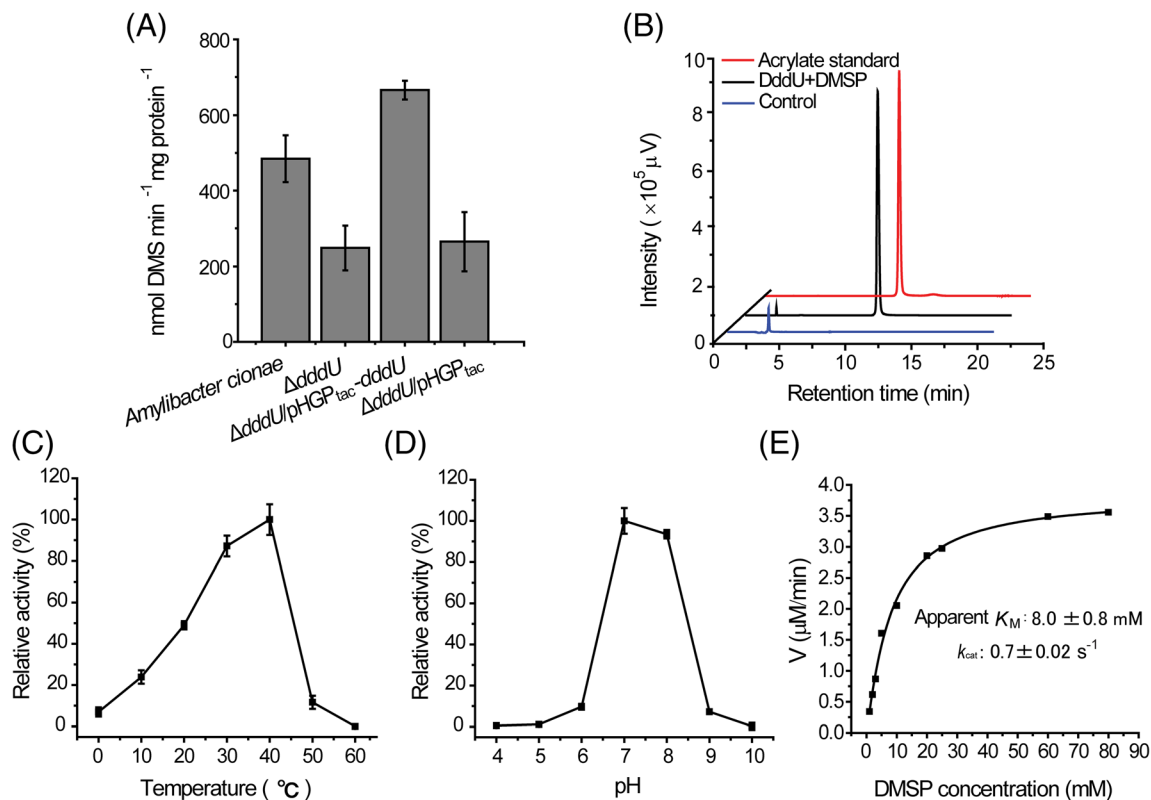 (A)
800
600
400
200
0
nmol DMS min ⁻¹ mg protein ⁻¹
Amylibacter cionae
ΔdddU
ΔdddU/pHGPtac-dddU
ΔdddU/pHGPtac
(B)
10
8
6
4
2
0
Intensity ( ×10⁵ μ V)
Acrylate standard
DddU+DMSP
Control
0 5 10 15 20 25
Retention time (min)
(C)
120
100
80
60
40
20
0
Relative activity (%)
0 10 20 30 40 50 60
Temperature ( °C)
(D)
120
100
80
60
40
20
0
Relative activity (%)
4 5 6 7 8 9 10
pH
(E)
4.0
3.5
3.0
2.5
2.0
1.5
1.0
0.5
0.0
V (μM/min)
Apparent KM: 8.0 ±0.8 mM
kcat: 0.7±0.02 s⁻¹
0 10 20 30 40 50 60 70 80 90
DMSP concentration (mM)